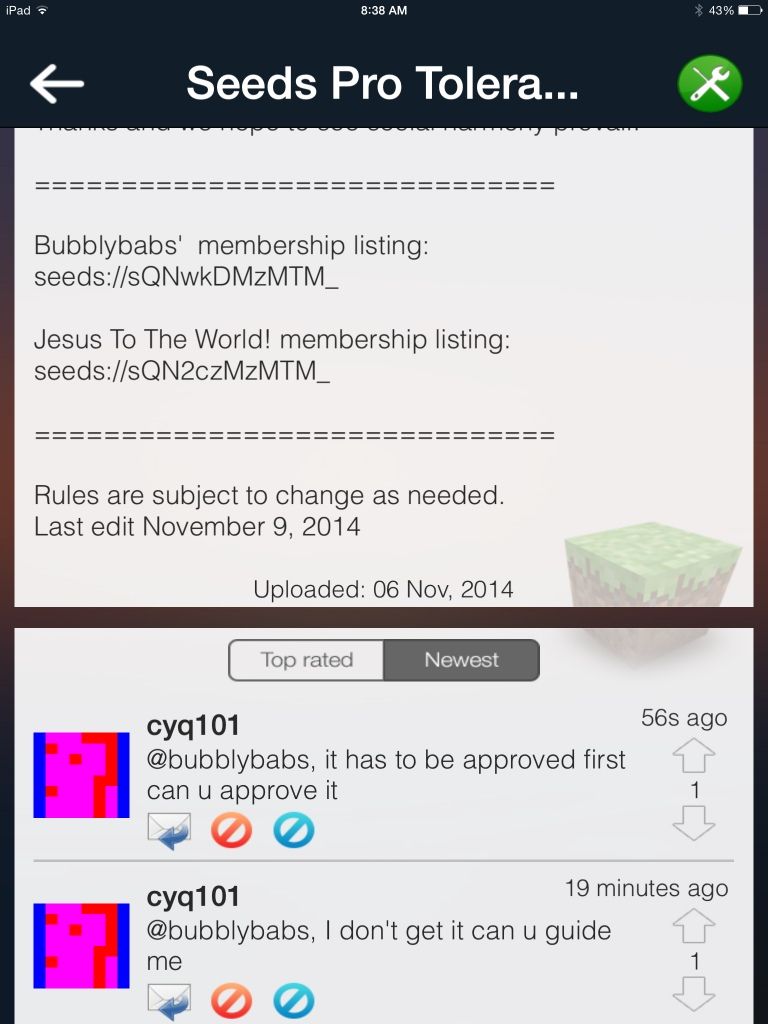 iPad
8:38 AM
43%
Seeds Pro Tolera...
==============================
Bubblybabs'  membership listing:
seeds://sQNwkDMzMTM_
Jesus To The World! membership listing:
seeds://sQN2czMzMTM_
==============================
Rules are subject to change as needed.
Last edit November 9, 2014
Uploaded: 06 Nov, 2014
Top rated
Newest
cyq101
56s ago
@bubblybabs, it has to be approved first
can u approve it
1
cyq101
19 minutes ago
@bubblybabs, I don't get it can u guide
me
1